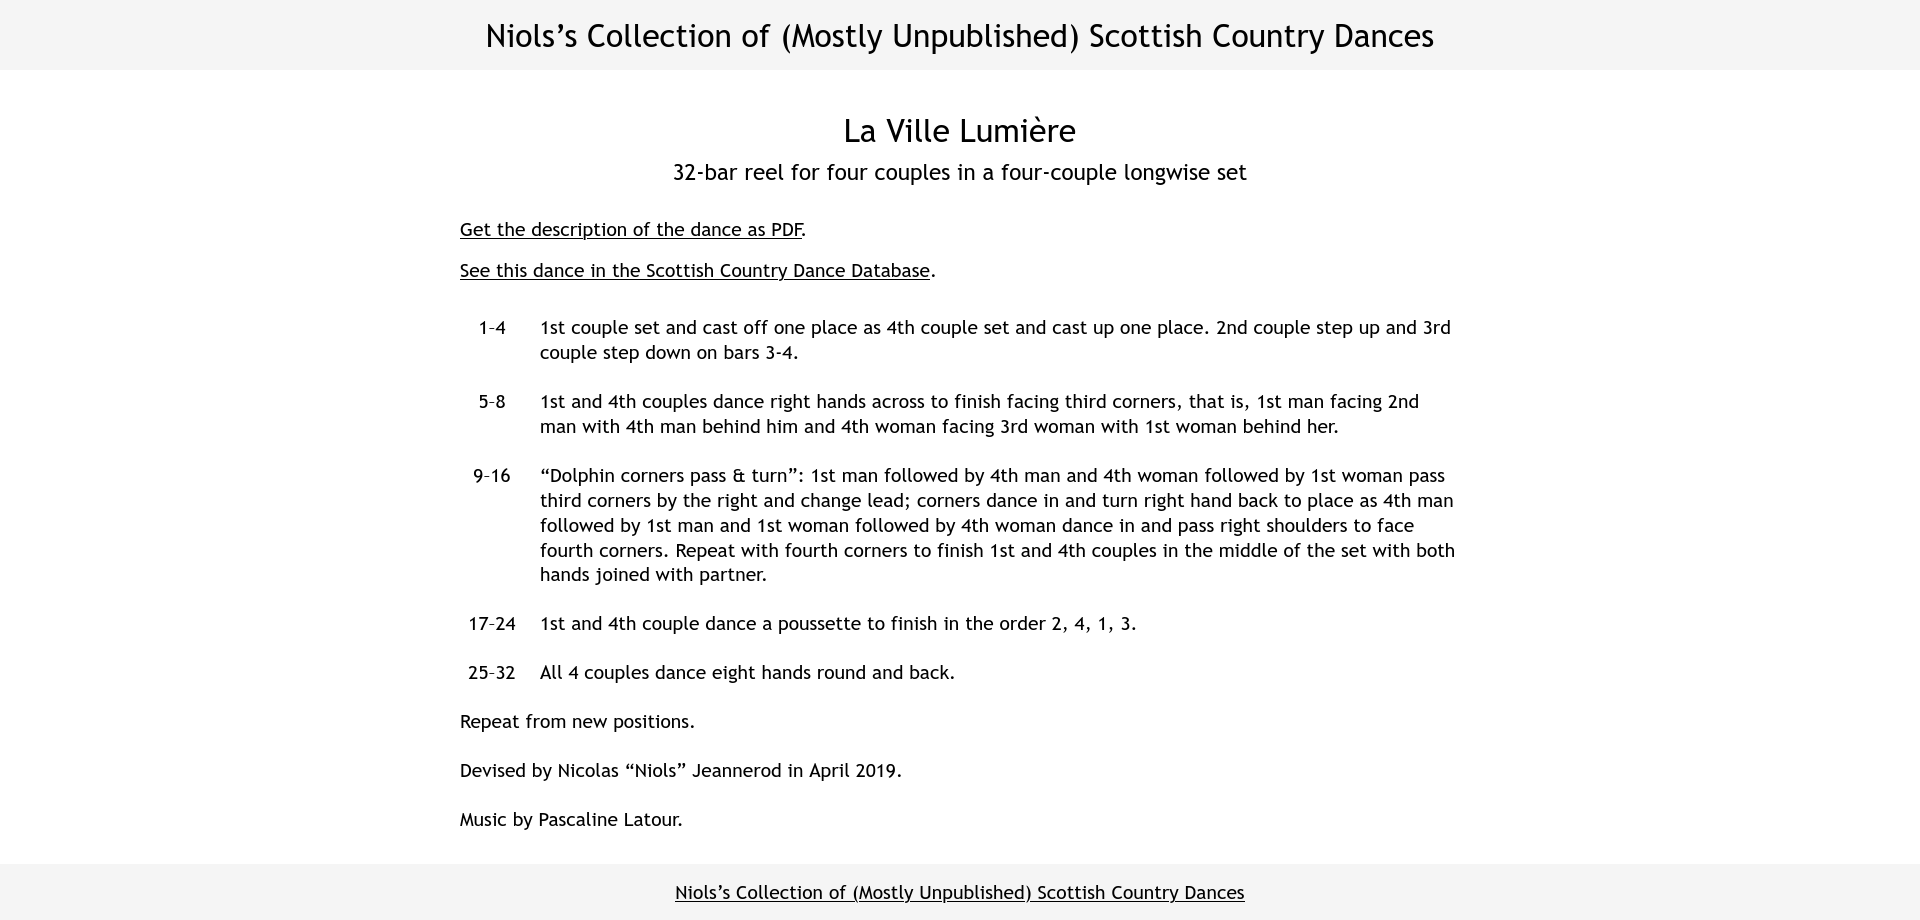 Niols’s Collection of (Mostly Unpublished) Scottish Country Dances
La Ville Lumière
32-bar reel for four couples in a four-couple longwise set
Get the description of the dance as PDF.
See this dance in the Scottish Country Dance Database.
1–4 1st couple set and cast off one place as 4th couple set and cast up one place. 2nd couple step up and 3rd
couple step down on bars 3-4.
5–8 1st and 4th couples dance right hands across to finish facing third corners, that is, 1st man facing 2nd
man with 4th man behind him and 4th woman facing 3rd woman with 1st woman behind her.
9–16 “Dolphin corners pass & turn”: 1st man followed by 4th man and 4th woman followed by 1st woman pass
third corners by the right and change lead; corners dance in and turn right hand back to place as 4th man
followed by 1st man and 1st woman followed by 4th woman dance in and pass right shoulders to face
fourth corners. Repeat with fourth corners to finish 1st and 4th couples in the middle of the set with both
hands joined with partner.
17–24 1st and 4th couple dance a poussette to finish in the order 2, 4, 1, 3.
25–32 All 4 couples dance eight hands round and back.
Repeat from new positions.
Devised by Nicolas “Niols” Jeannerod in April 2019.
Music by Pascaline Latour.
Niols’s Collection of (Mostly Unpublished) Scottish Country Dances